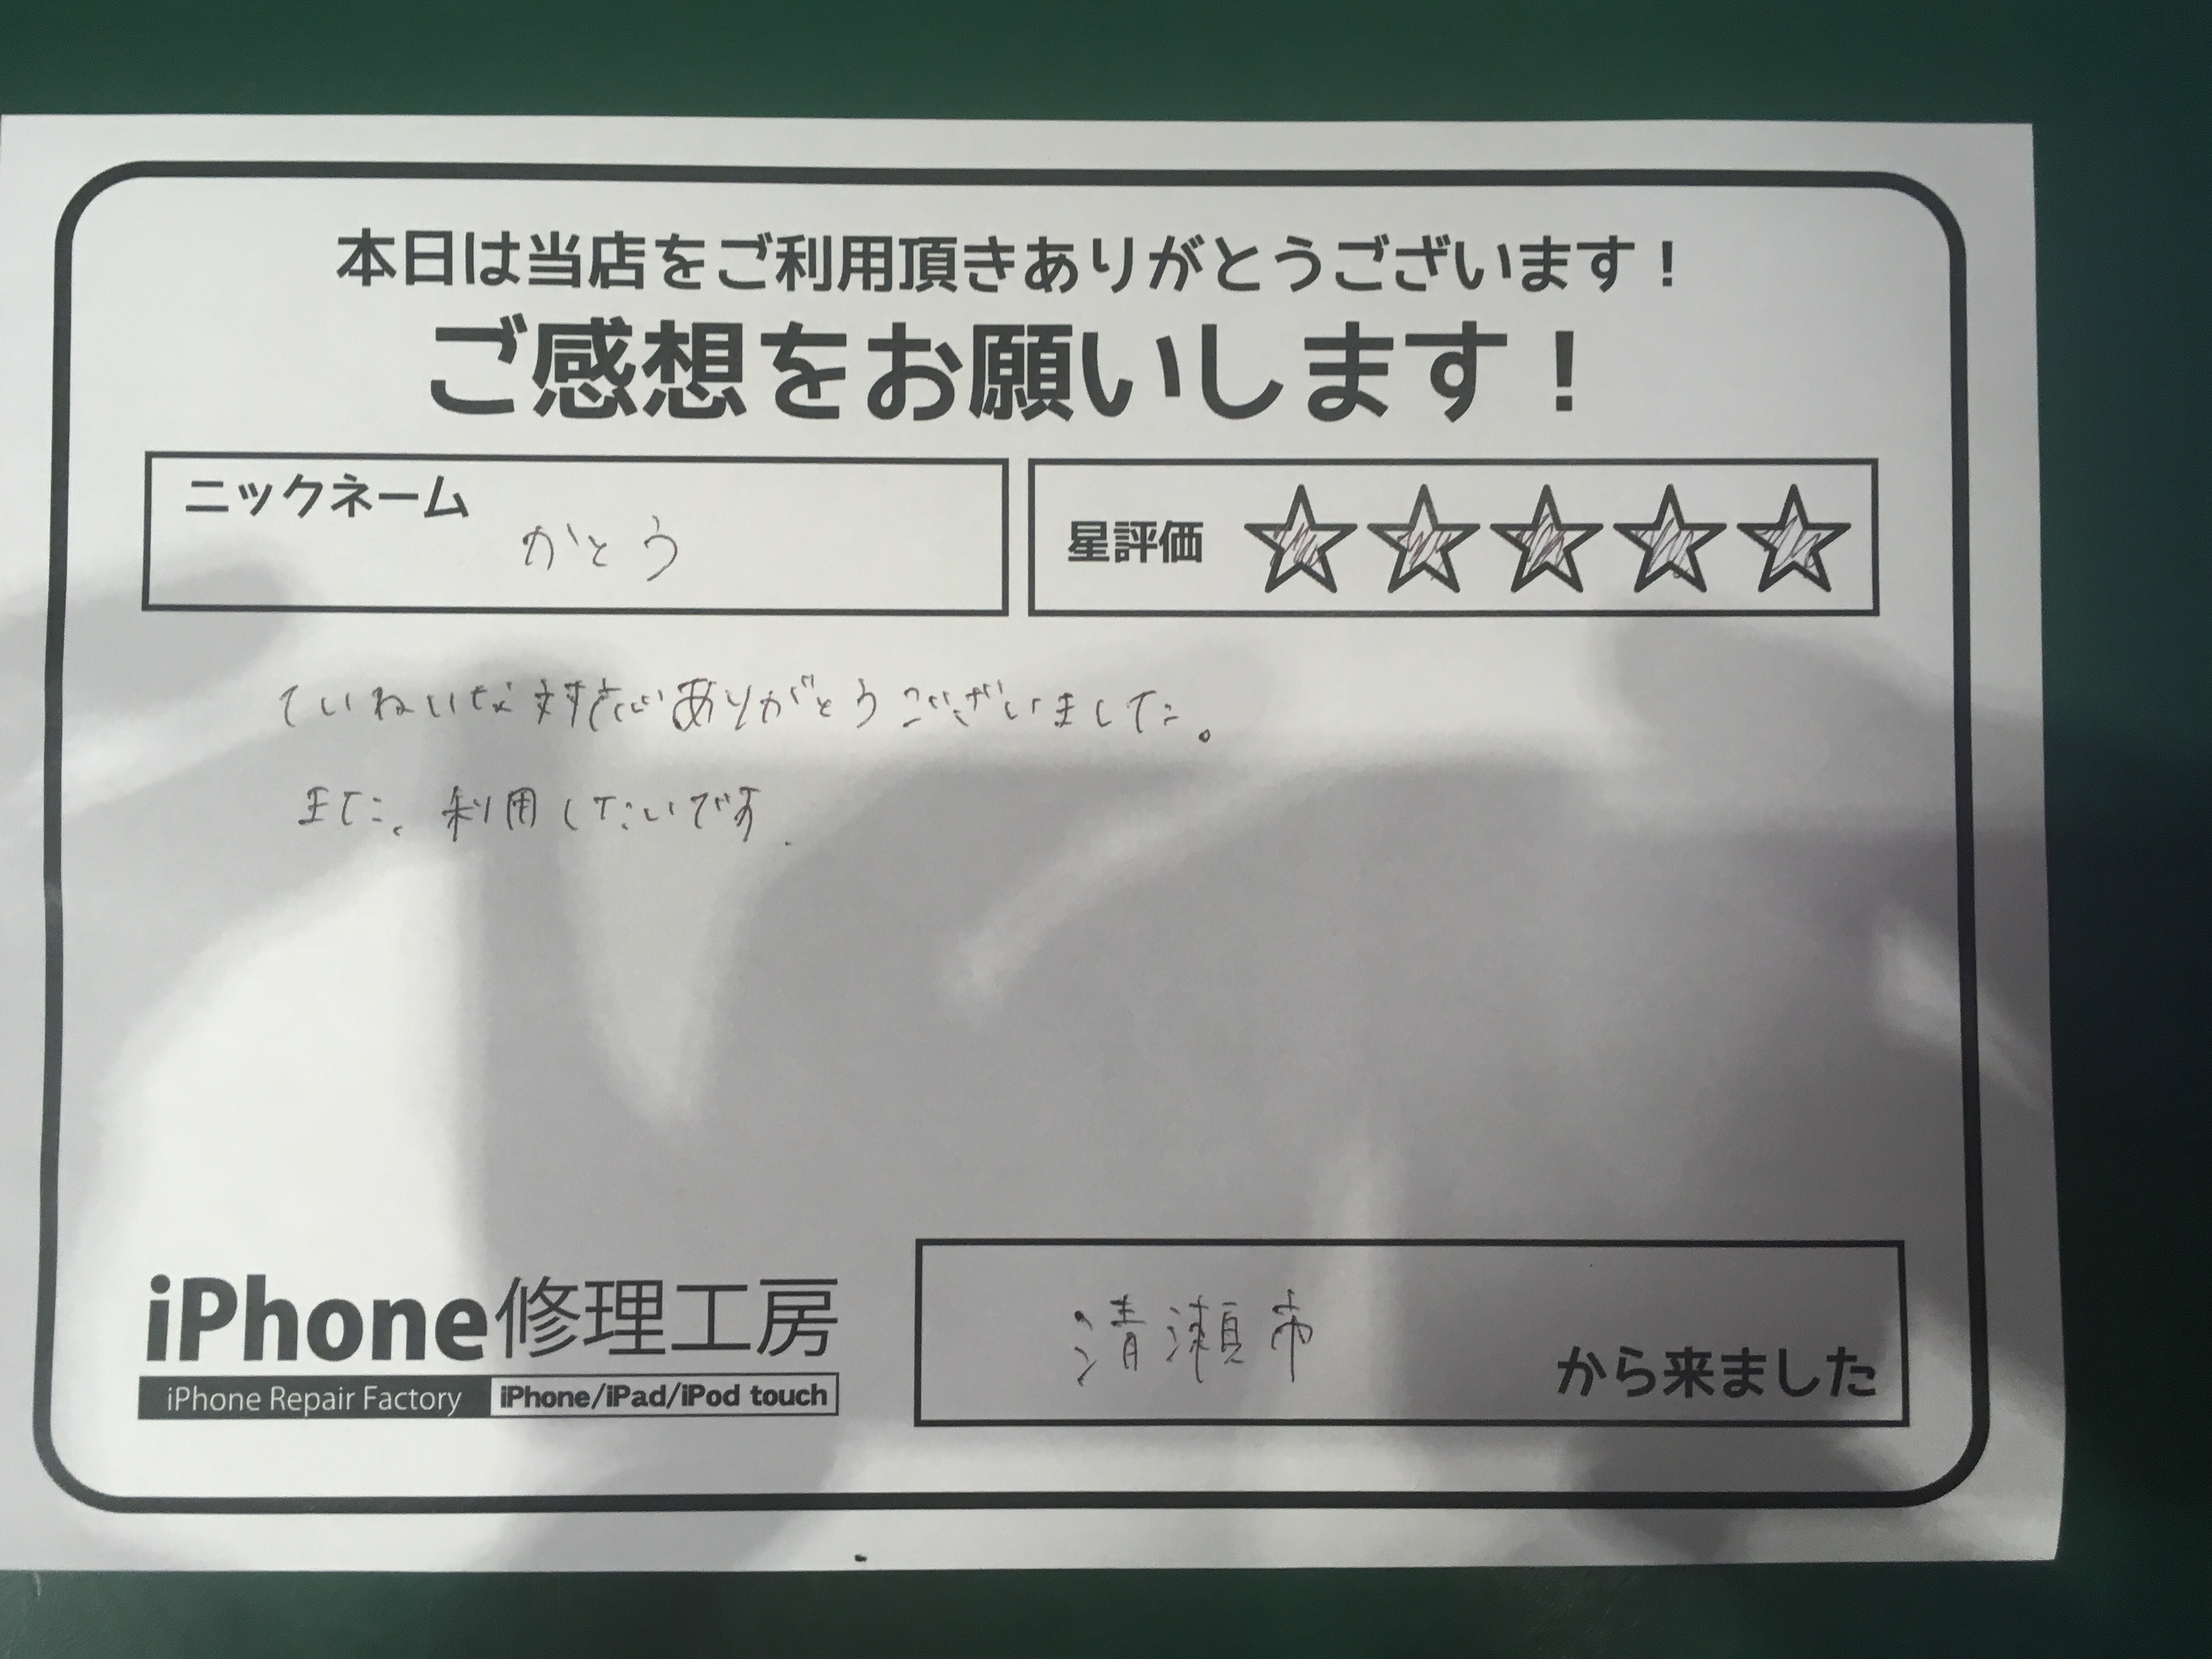 本日は当店をご利用頂きありがとうございます！
ご感想をお願いします！
ニックネーム かとう
星評価 ★★★★★
ていねいな対応ありがとうございました。
また、利用したいです.
iPhone修理工房
iPhone Repair Factory iPhone/iPad/iPod touch
清瀬市 から来ました